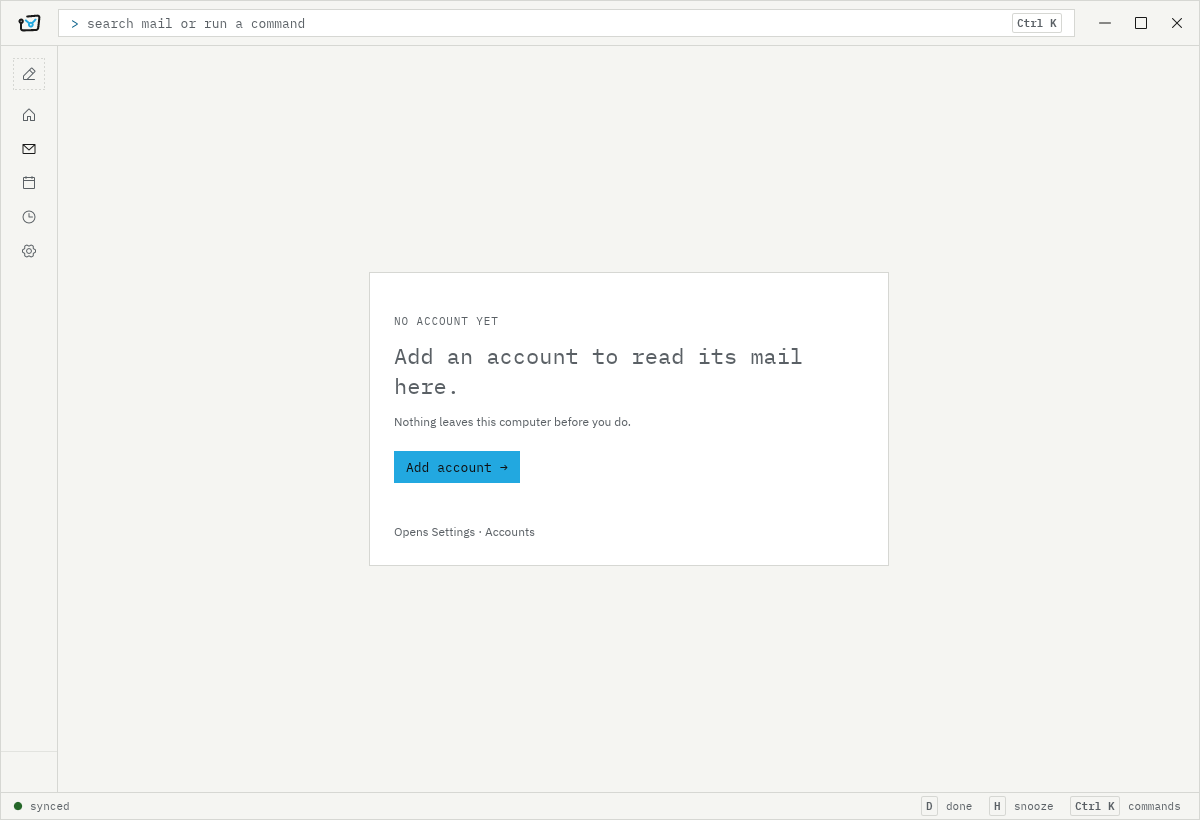 > search mail or run a command Ctrl K
NO ACCOUNT YET
Add an account to read its mail
here.
Nothing leaves this computer before you do.
Add account →
Opens Settings · Accounts
synced D done H snooze Ctrl K commands